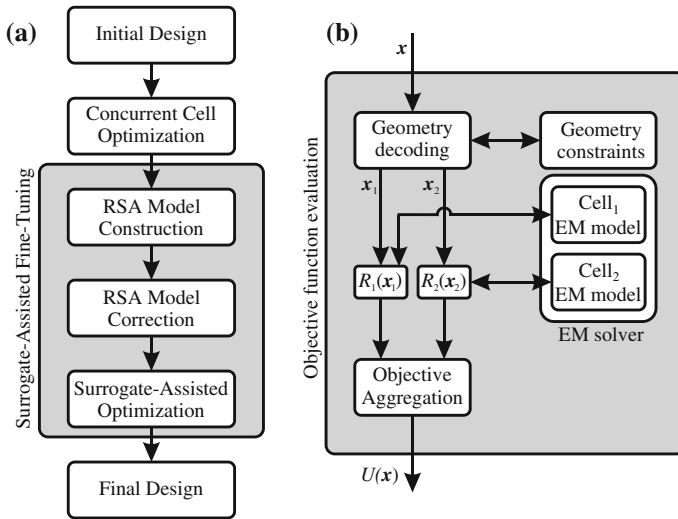 (a)
Initial Design
Concurrent Cell
Optimization
Surrogate-Assisted Fine-Tuning
RSA Model
Construction
RSA Model
Correction
Surrogate-Assisted
Optimization
Final Design
(b)
x
Objective function evaluation
Geometry
decoding
Geometry
constraints
x₁
x₂
Cell₁
EM model
R₁(x₁)
R₂(x₂)
Cell₂
EM model
EM solver
Objective
Aggregation
U(x)